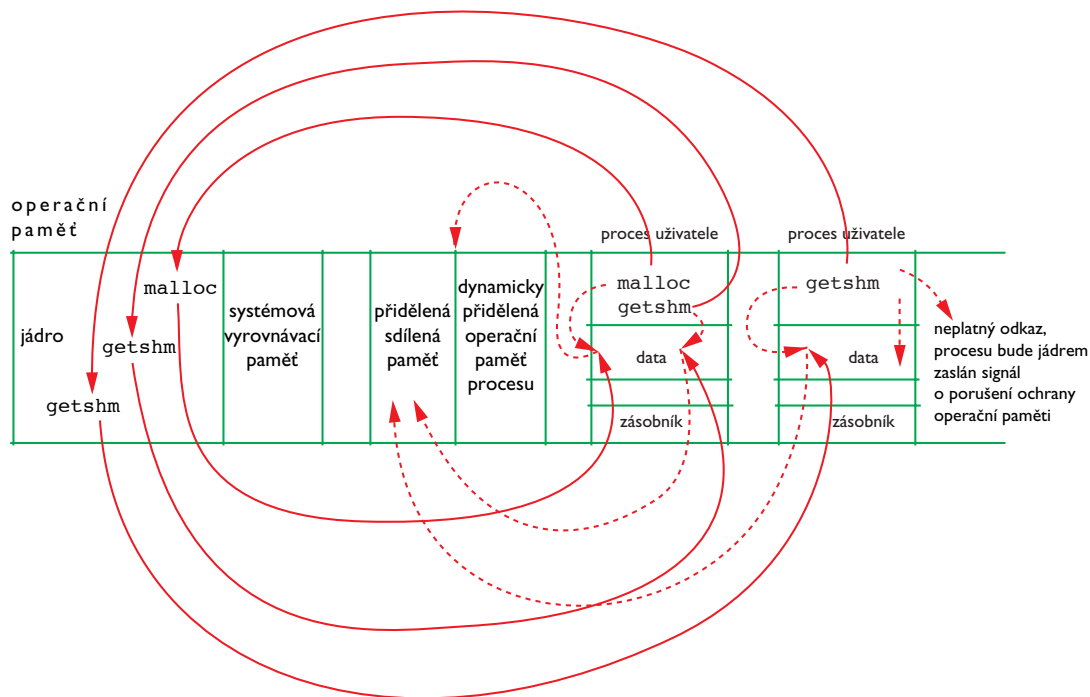 operační
paměť
proces uživatele
proces uživatele
jádro
malloc
getshm
getshm
systémová
vyrovnávací
paměť
přidělená
sdílená
paměť
dynamicky
přidělená
operační
paměť
procesu
malloc
getshm
data
zásobník
getshm
data
zásobník
neplatný odkaz,
procesu bude jádrem
zaslán signál
o porušení ochrany
operační paměti